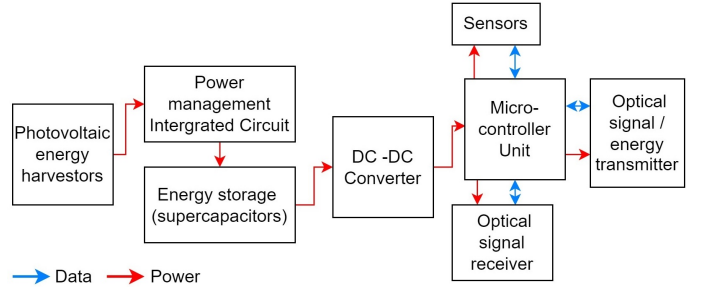 Sensors
Power
management
Intergrated Circuit
Photovoltaic
energy
harvestors
Micro-
controller
Unit
Optical
signal /
energy
transmitter
DC -DC
Converter
Energy storage
(supercapacitors)
Optical
signal
receiver
Data
Power